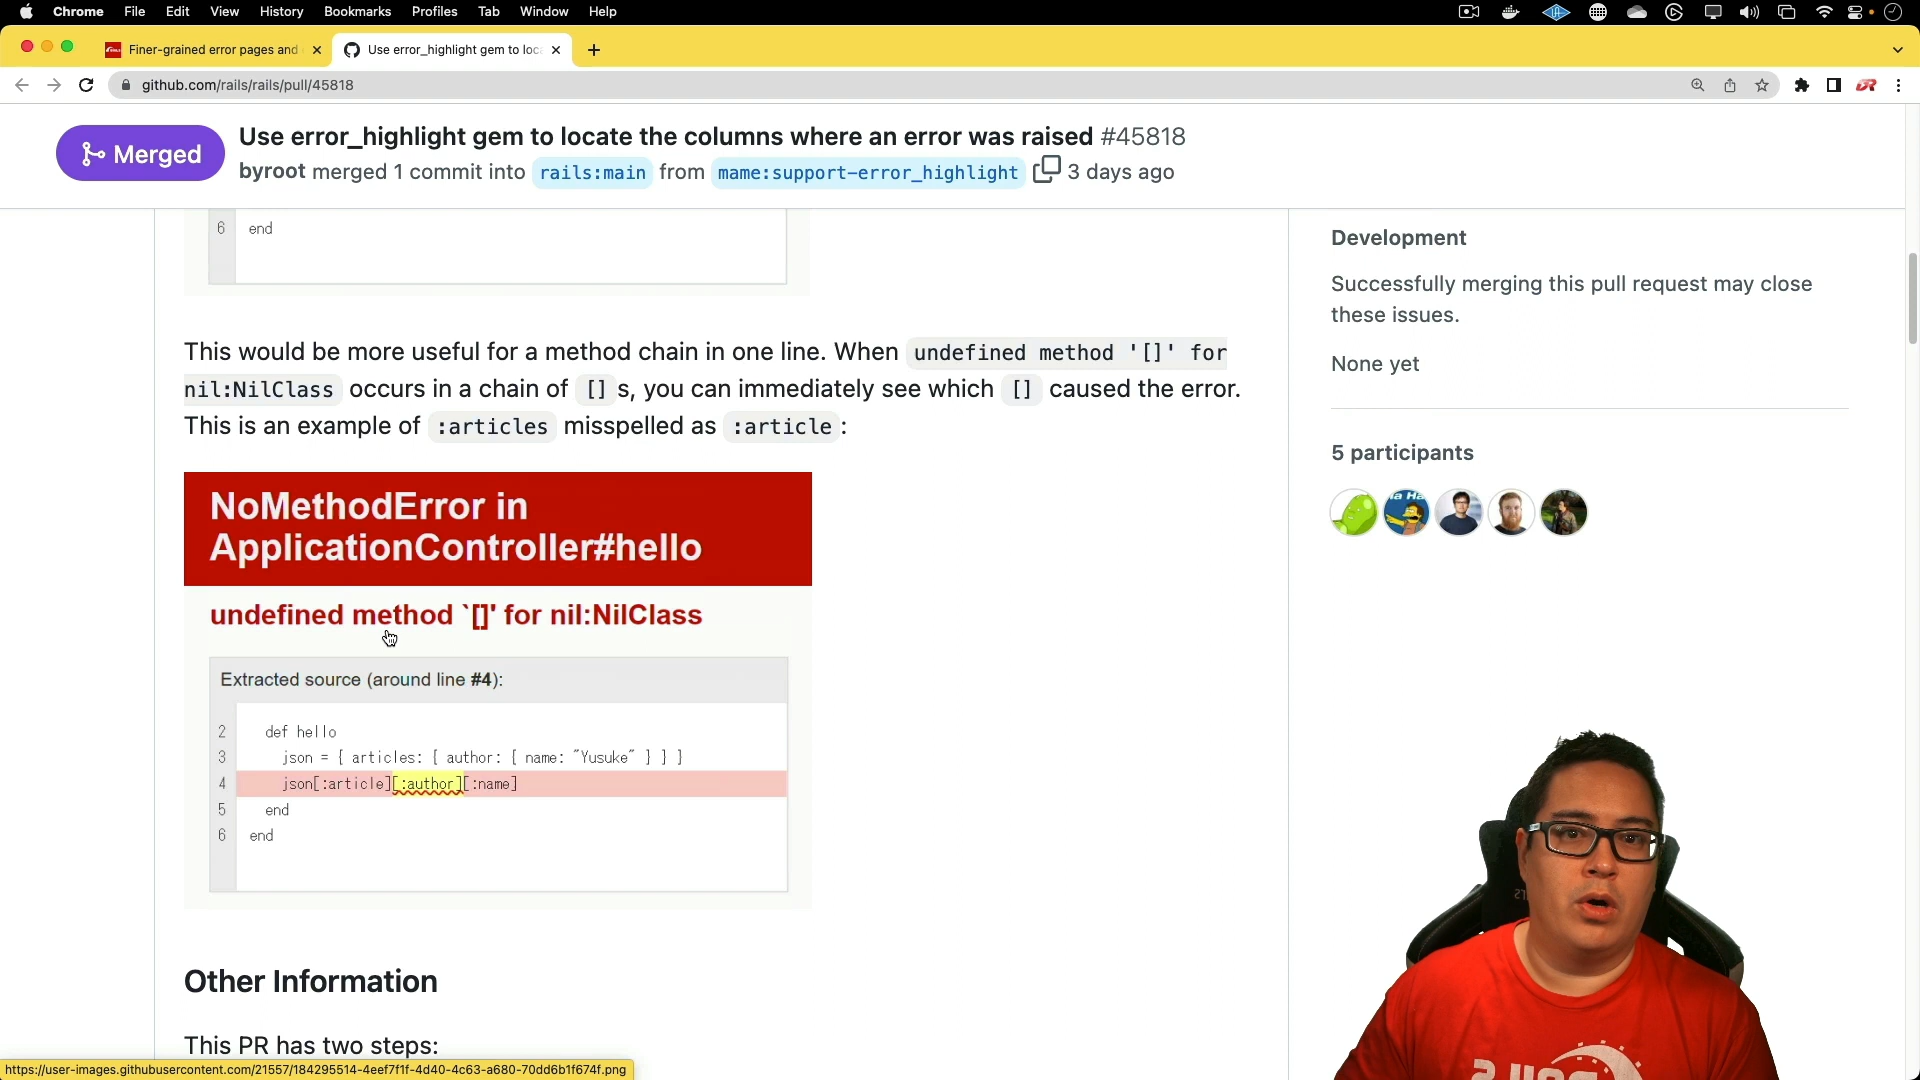 Chrome File Edit View History Bookmarks Profiles Tab Window Help
Finer-grained error pages and
Use error_highlight gem to loc
github.com/rails/rails/pull/45818
Merged
Use error_highlight gem to locate the columns where an error was raised #45818
byroot merged 1 commit into rails:main from mame:support-error_highlight 3 days ago
6 end
This would be more useful for a method chain in one line. When undefined method '[]' for
nil:NilClass occurs in a chain of [] s, you can immediately see which [] caused the error.
This is an example of :articles misspelled as :article :
NoMethodError in
ApplicationController#hello
undefined method `[]' for nil:NilClass
Extracted source (around line #4):
2 def hello
3 json = { articles: { author: { name: "Yusuke" } } }
4 json[:article][:author][:name]
5 end
6 end
Other Information
This PR has two steps:
Development
Successfully merging this pull request may close
these issues.
None yet
5 participants
https://user-images.githubusercontent.com/21557/184295514-4eef7f1f-4d40-4c63-a680-70dd6b1f674f.png